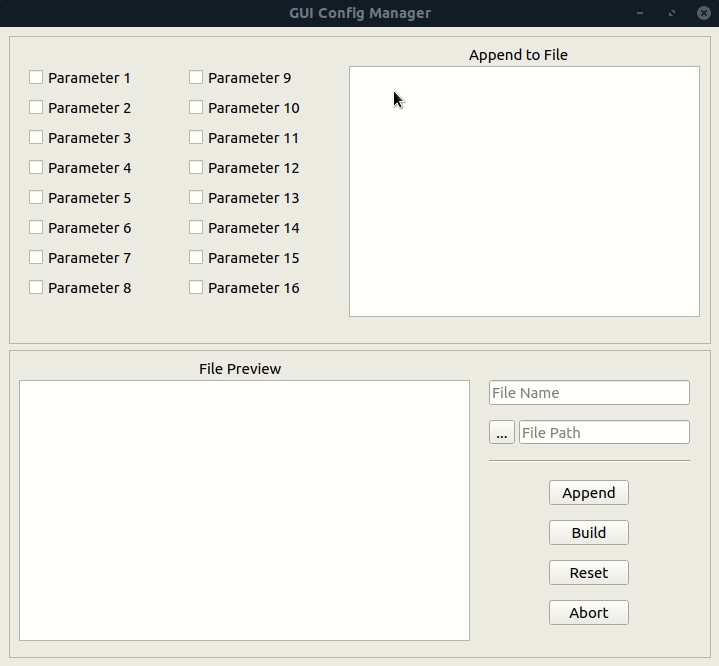 GUI Config Manager
Append to File
Parameter 1 Parameter 9
Parameter 2 Parameter 10
Parameter 3 Parameter 11
Parameter 4 Parameter 12
Parameter 5 Parameter 13
Parameter 6 Parameter 14
Parameter 7 Parameter 15
Parameter 8 Parameter 16
File Preview
File Name
... File Path
Append
Build
Reset
Abort